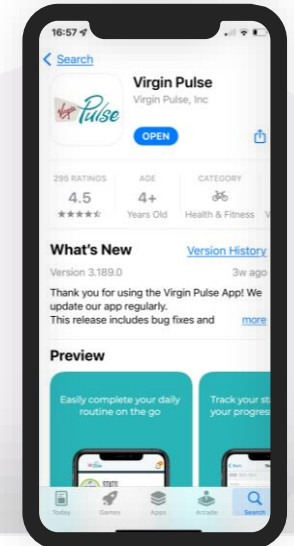 16:57
Search
Virgin Pulse
Virgin Pulse, Inc
Virgin Pulse
OPEN
295 RATINGS AGE CATEGORY
4.5 4+
Years Old Health & Fitness V
What's New Version History
Version 3.189.0 3w ago
Thank you for using the Virgin Pulse App! We
update our app regularly.
This release includes bug fixes and more
Preview
Easily complete your daily
routine on the go
Track your st
your progres
Today Games Apps Arcade Search